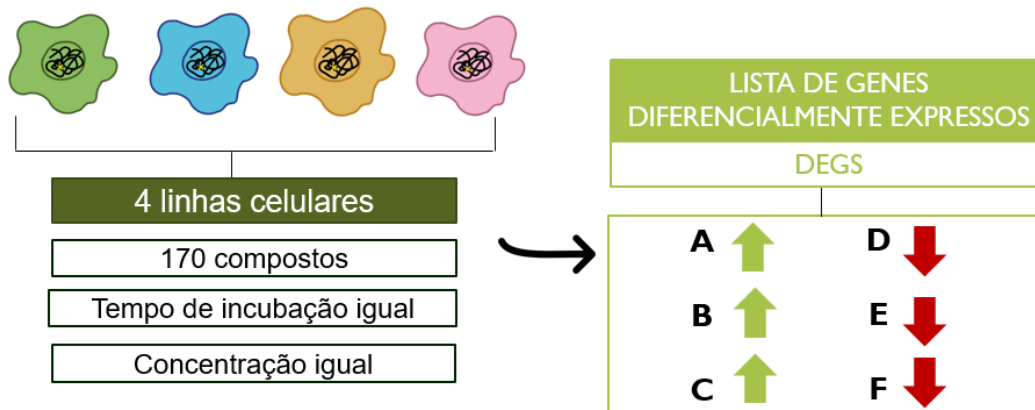 4 linhas celulares
170 compostos
Tempo de incubação igual
Concentração igual
LISTA DE GENES
DIFERENCIALMENTE EXPRESSOS
DEGS
A D
B E
C F